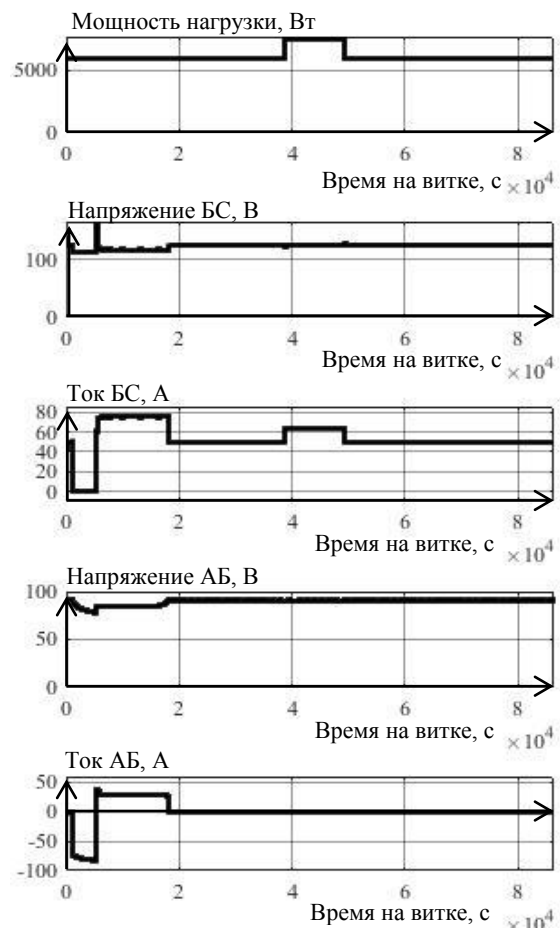 Мощность нагрузки, Вт
5000
0
0 2 4 6 8
Время на витке, с ×10⁴
Напряжение БС, В
100
0
0 2 4 6 8
Время на витке, с ×10⁴
Ток БС, А
80
60
40
20
0
0 2 4 6 8
Время на витке, с ×10⁴
Напряжение АБ, В
100
50
0
0 2 4 6 8
Время на витке, с ×10⁴
Ток АБ, А
50
0
-50
-100
0 2 4 6 8
Время на витке, с ×10⁴